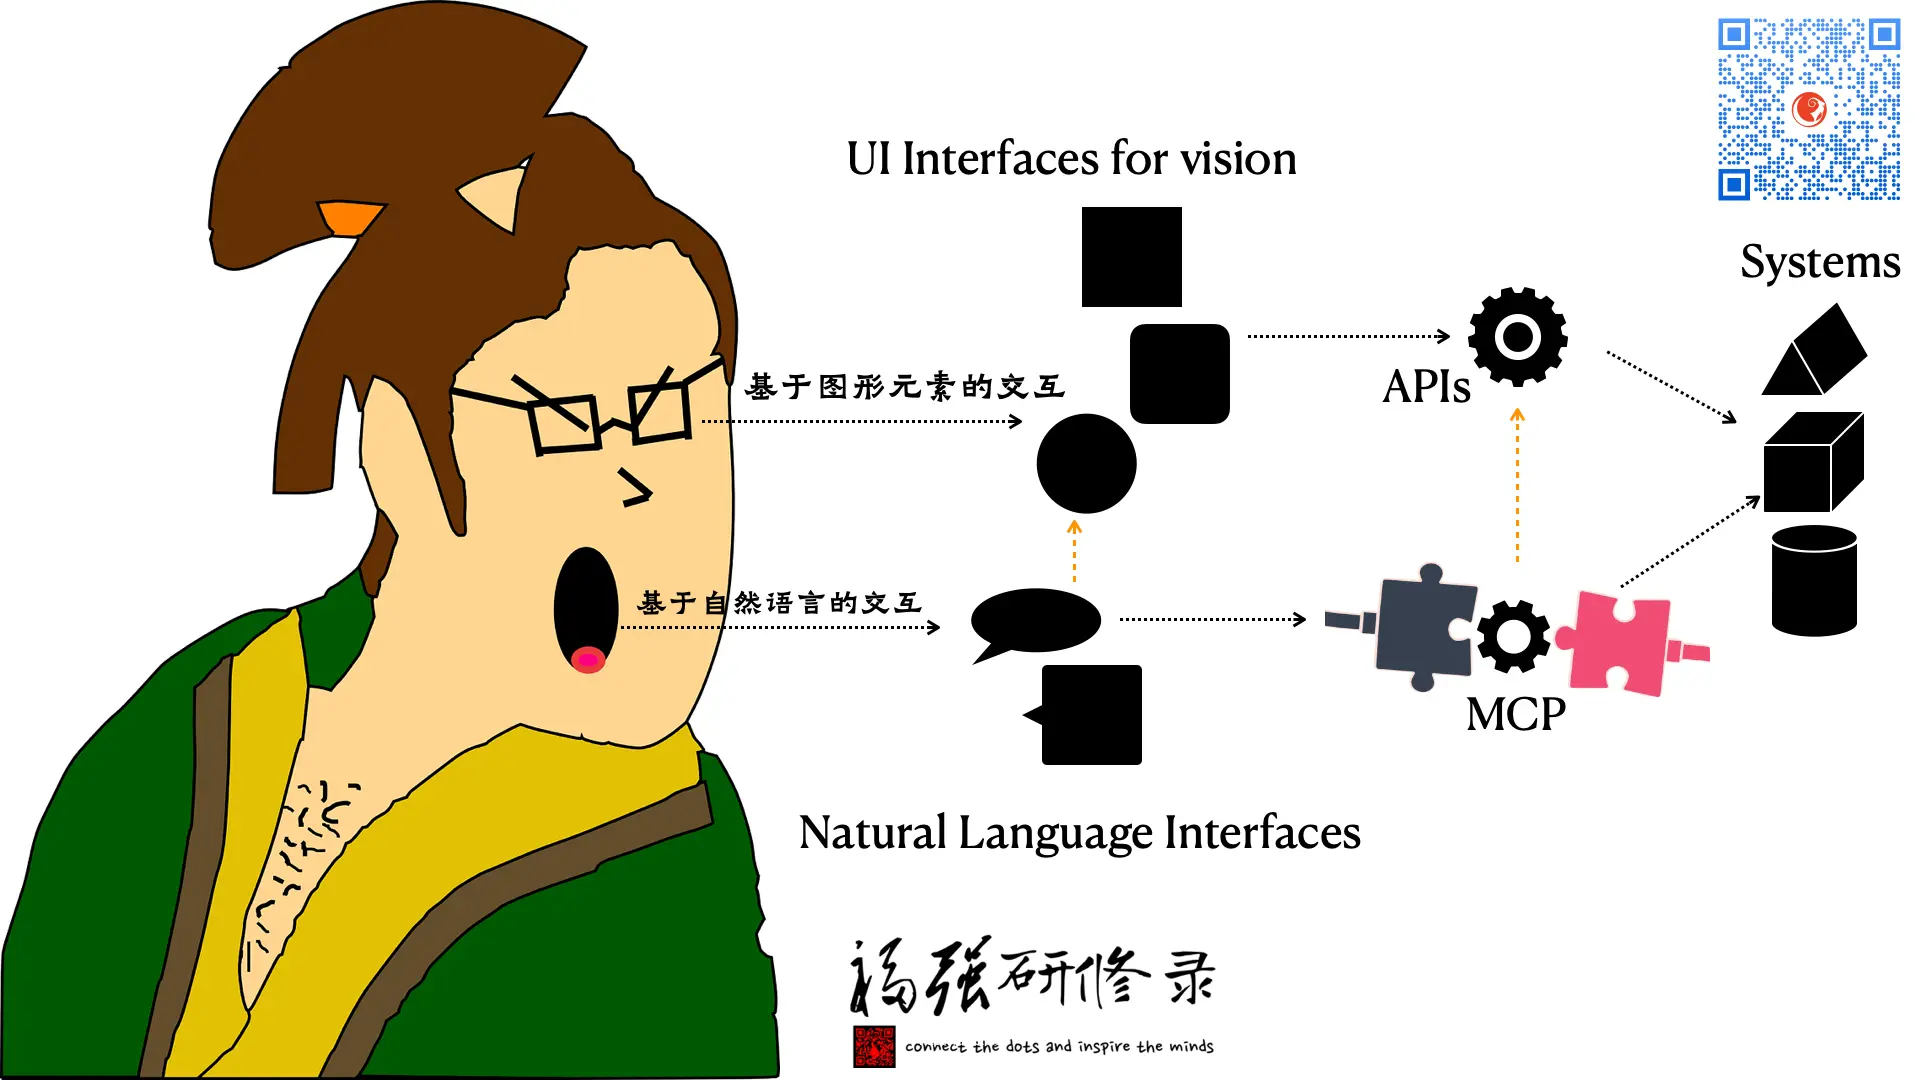 UI Interfaces for vision
Systems
基于图形元素的交互
APIs
基于自然语言的交互
MCP
Natural Language Interfaces
福强研修录
connect the dots and inspire the minds